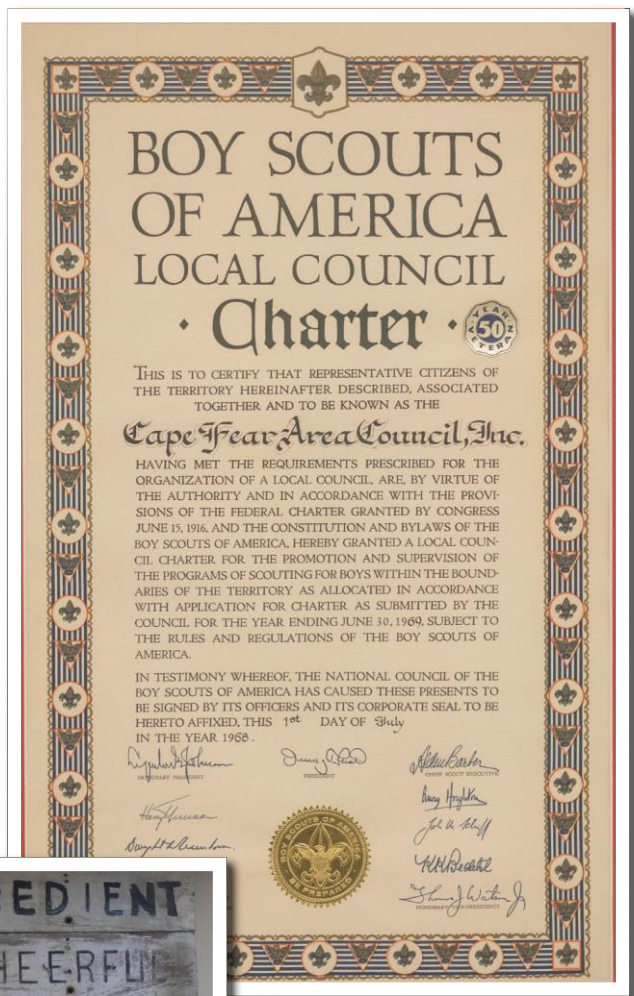 BOY SCOUTS
OF AMERICA
LOCAL COUNCIL
· Charter ·
50 YEAR VETERAN
THIS IS TO CERTIFY THAT REPRESENTATIVE CITIZENS OF
THE TERRITORY HEREINAFTER DESCRIBED, ASSOCIATED
TOGETHER AND TO BE KNOWN AS THE
Cape Fear Area Council, Inc.
HAVING MET THE REQUIREMENTS PRESCRIBED FOR THE
ORGANIZATION OF A LOCAL COUNCIL, ARE, BY VIRTUE OF
THE AUTHORITY AND IN ACCORDANCE WITH THE PROVI-
SIONS OF THE FEDERAL CHARTER GRANTED BY CONGRESS
JUNE 15, 1916, AND THE CONSTITUTION AND BYLAWS OF THE
BOY SCOUTS OF AMERICA, HEREBY GRANTED A LOCAL COUN-
CIL CHARTER FOR THE PROMOTION AND SUPERVISION OF
THE PROGRAMS OF SCOUTING FOR BOYS WITHIN THE BOUND-
ARIES OF THE TERRITORY AS ALLOCATED IN ACCORDANCE
WITH APPLICATION FOR CHARTER AS SUBMITTED BY THE
COUNCIL FOR THE YEAR ENDING JUNE 30, 1969, SUBJECT TO
THE RULES AND REGULATIONS OF THE BOY SCOUTS OF
AMERICA.
IN TESTIMONY WHEREOF, THE NATIONAL COUNCIL OF THE
BOY SCOUTS OF AMERICA HAS CAUSED THESE PRESENTS TO
BE SIGNED BY ITS OFFICERS AND ITS CORPORATE SEAL TO BE
HERETO AFFIXED, THIS 1st DAY OF July
IN THE YEAR 1968.
HONORARY PRESIDENT
PRESIDENT
CHIEF SCOUT EXECUTIVE
BOY SCOUTS OF AMERICA
BE PREPARED
Thomas J Watson Jr
HONORARY VICE-PRESIDENTS
EDIENT
HEERFUL